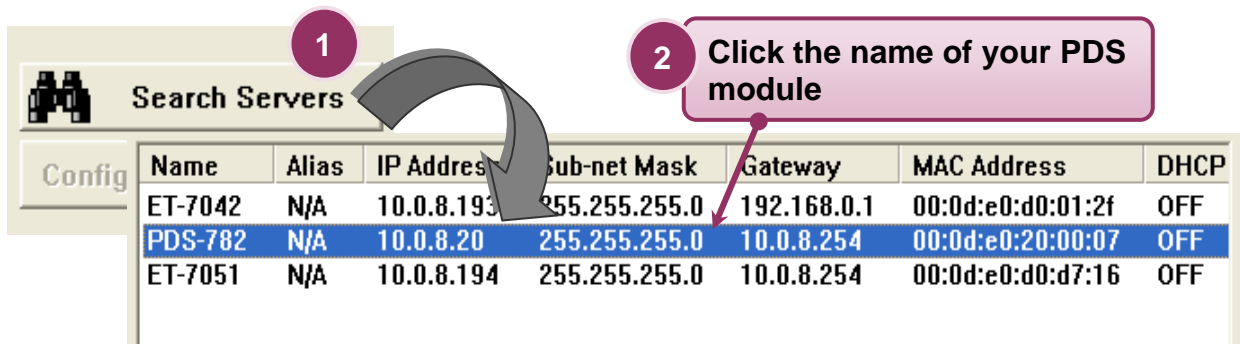 1
Search Servers
2
Click the name of your PDS
module
Config
Name Alias IP Address Sub-net Mask Gateway MAC Address DHCP
ET-7042 N/A 10.0.8.193 255.255.255.0 192.168.0.1 00:0d:e0:d0:01:2f OFF
PDS-782 N/A 10.0.8.20 255.255.255.0 10.0.8.254 00:0d:e0:20:00:07 OFF
ET-7051 N/A 10.0.8.194 255.255.255.0 10.0.8.254 00:0d:e0:d0:d7:16 OFF